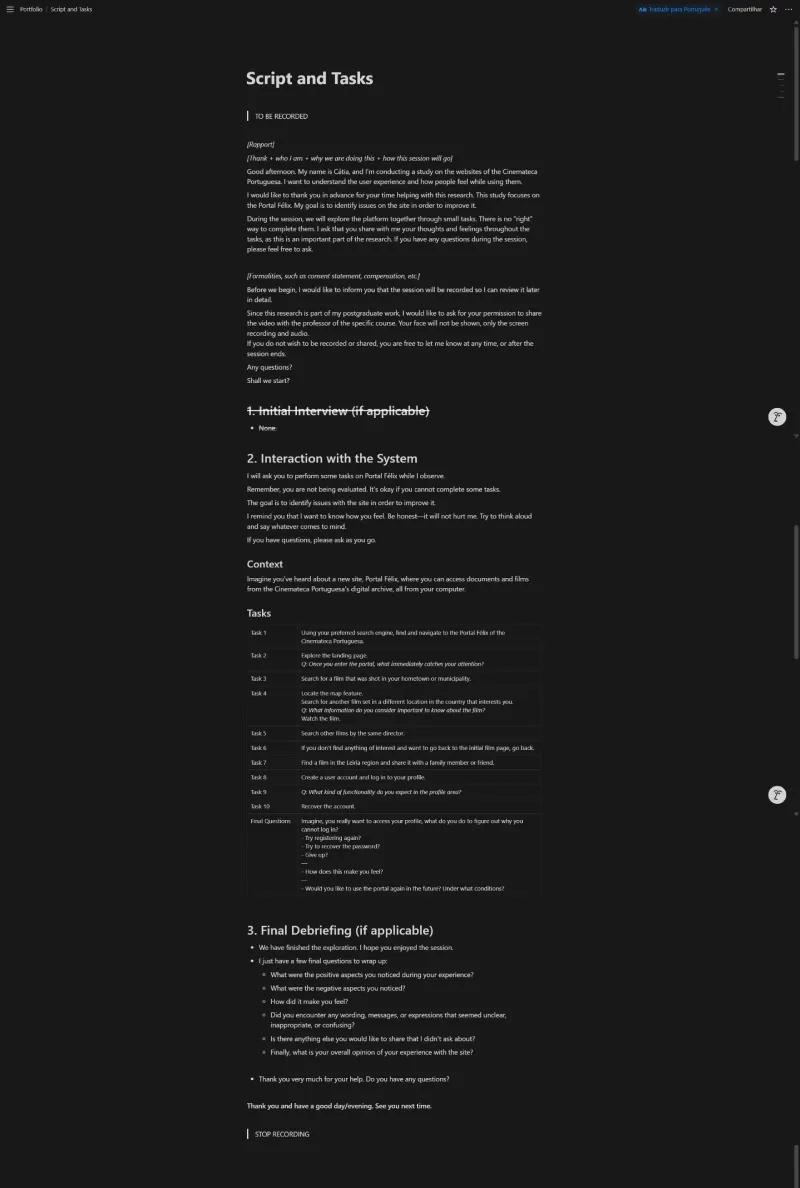 Portfolio / Script and Tasks
Traduzir para Português
Compartilhar
Script and Tasks
TO BE RECORDED
[Rapport]
[Thank + who I am + why we are doing this + how this session will go]
Good afternoon. My name is Cátia, and I'm conducting a study on the websites of the Cinemateca
Portuguesa. I want to understand the user experience and how people feel while using them.
I would like to thank you in advance for your time helping with this research. This study focuses on
the Portal Félix. My goal is to identify issues on the site in order to improve it.
During the session, we will explore the platform together through small tasks. There is no "right"
way to complete them. I ask that you share with me your thoughts and feelings throughout the
tasks, as this is an important part of the research. If you have any questions during the session,
please feel free to ask.
[Formalities, such as consent statement, compensation, etc.]
Before we begin, I would like to inform you that the session will be recorded so I can review it later
in detail.
Since this research is part of my postgraduate work, I would like to ask for your permission to share
the video with the professor of the specific course. Your face will not be shown, only the screen
recording and audio.
If you do not wish to be recorded or shared, you are free to let me know at any time, or after the
session ends.
Any questions?
Shall we start?
1. Initial Interview (if applicable)
• None.
2. Interaction with the System
I will ask you to perform some tasks on Portal Félix while I observe.
Remember, you are not being evaluated. It's okay if you cannot complete some tasks.
The goal is to identify issues with the site in order to improve it.
I remind you that I want to know how you feel. Be honest—it will not hurt me. Try to think aloud
and say whatever comes to mind.
If you have questions, please ask as you go.
Context
Imagine you've heard about a new site, Portal Félix, where you can access documents and films
from the Cinemateca Portuguesa's digital archive, all from your computer.
Tasks
Task 1 Using your preferred search engine, find and navigate to the Portal Félix of the
Cinemateca Portuguesa.
Task 2 Explore the landing page.
Q: Once you enter the portal, what immediately catches your attention?
Task 3 Search for a film that was shot in your hometown or municipality.
Task 4 Locate the map feature.
Search for another film set in a different location in the country that interests you.
Q: What information do you consider important to know about the film?
Watch the film.
Task 5 Search other films by the same director.
Task 6 If you don't find anything of interest and want to go back to the initial film page, go back.
Task 7 Find a film in the Leiria region and share it with a family member or friend.
Task 8 Create a user account and log in to your profile.
Task 9 Q: What kind of functionality do you expect in the profile area?
Task 10 Recover the account.
Final Questions Imagine, you really want to access your profile, what do you do to figure out why you
cannot log in?
- Try registering again?
- Try to recover the password?
- Give up?
—
- How does this make you feel?
—
- Would you like to use the portal again in the future? Under what conditions?
3. Final Debriefing (if applicable)
• We have finished the exploration. I hope you enjoyed the session.
• I just have a few final questions to wrap up:
◦ What were the positive aspects you noticed during your experience?
◦ What were the negative aspects you noticed?
◦ How did it make you feel?
◦ Did you encounter any wording, messages, or expressions that seemed unclear,
inappropriate, or confusing?
◦ Is there anything else you would like to share that I didn't ask about?
◦ Finally, what is your overall opinion of your experience with the site?
• Thank you very much for your help. Do you have any questions?
Thank you and have a good day/evening. See you next time.
STOP RECORDING